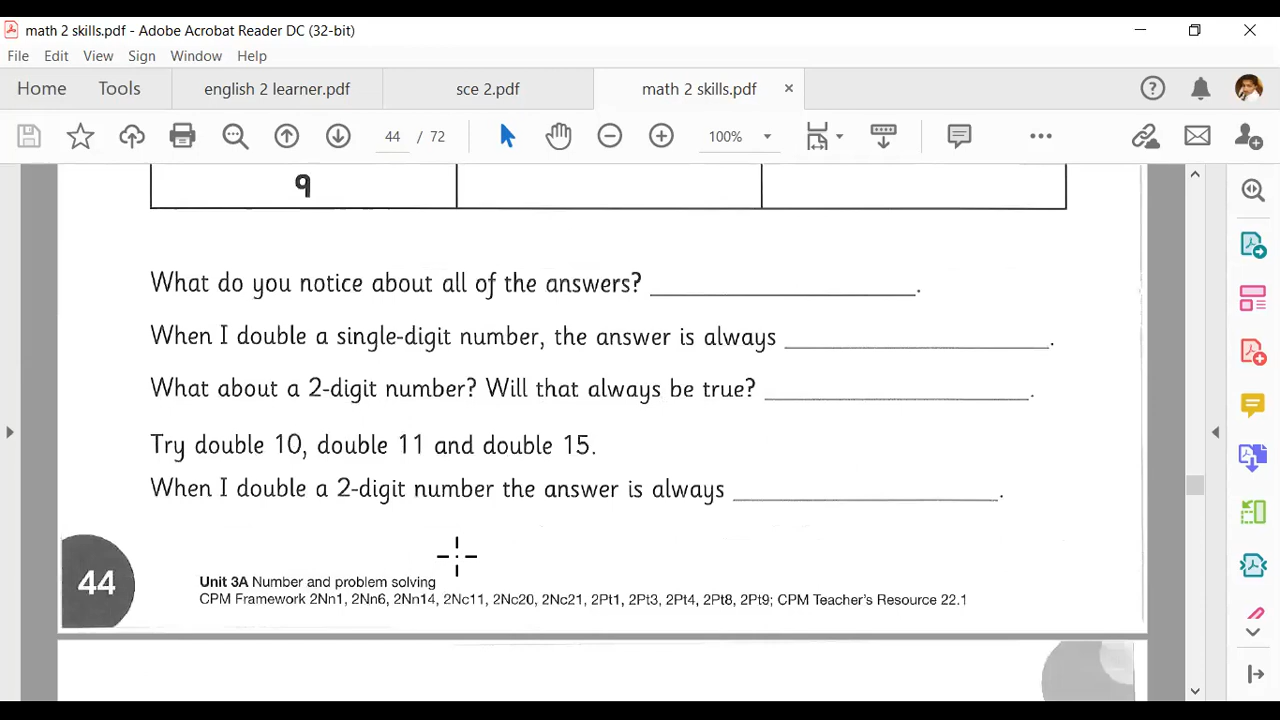 math 2 skills.pdf - Adobe Acrobat Reader DC (32-bit)
File Edit View Sign Window Help
Home Tools english 2 learner.pdf sce 2.pdf math 2 skills.pdf
44 / 72 100%
9
What do you notice about all of the answers? ____________.
When I double a single-digit number, the answer is always ____________.
What about a 2-digit number? Will that always be true? ____________.
Try double 10, double 11 and double 15.
When I double a 2-digit number the answer is always ____________.
44
Unit 3A Number and problem solving
CPM Framework 2Nn1, 2Nn6, 2Nn14, 2Nc11, 2Nc20, 2Nc21, 2Pt1, 2Pt3, 2Pt4, 2Pt8, 2Pt9; CPM Teacher's Resource 22.1